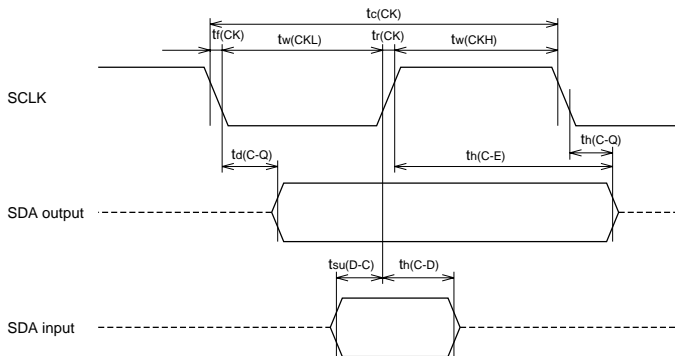 tc(CK)
tf(CK) tw(CKL) tr(CK) tw(CKH)
SCLK
td(C-Q) th(C-E) th(C-Q)
SDA output
tsu(D-C) th(C-D)
SDA input